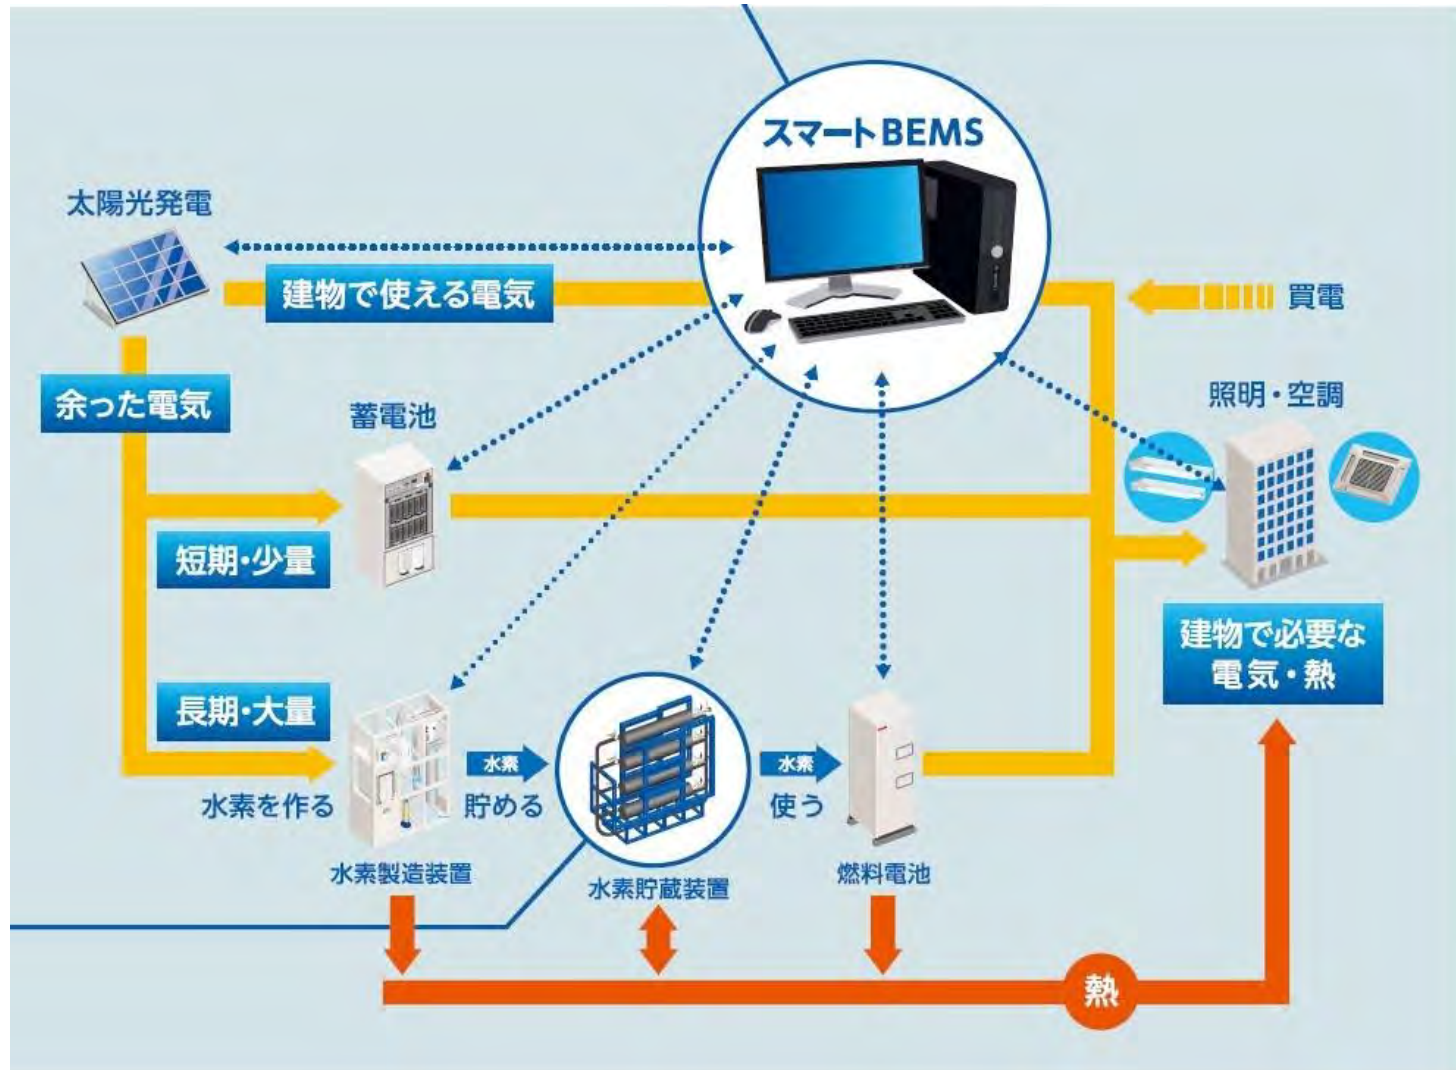 スマートBEMS
太陽光発電
建物で使える電気
買電
余った電気
蓄電池
照明・空調
短期・少量
建物で必要な
電気・熱
長期・大量
水素
水素
水素を作る
貯める
使う
水素製造装置
水素貯蔵装置
燃料電池
熱